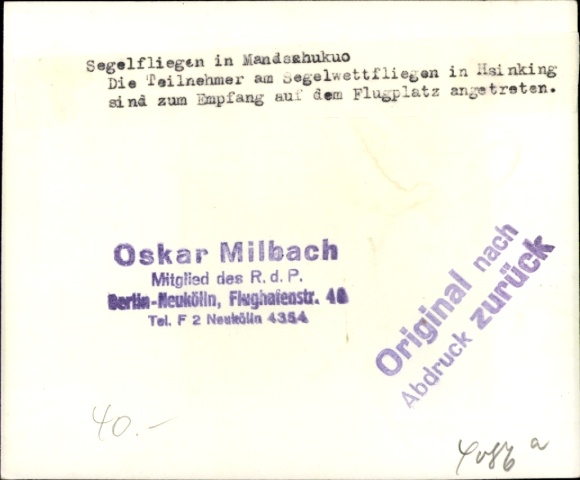 Segelfliegen in Mandschukuo
Die Teilnehmer am Segelwettfliegen in Hsinking
sind zum Empfang auf dem Flugplatz angetreten.
Oskar Milbach
Mitglied des R. d. P.
Berlin-Neukölln, Flughafenstr.
Tel. F 2 Neukölln 4354
Original nach
Abdruck zurück
40.-